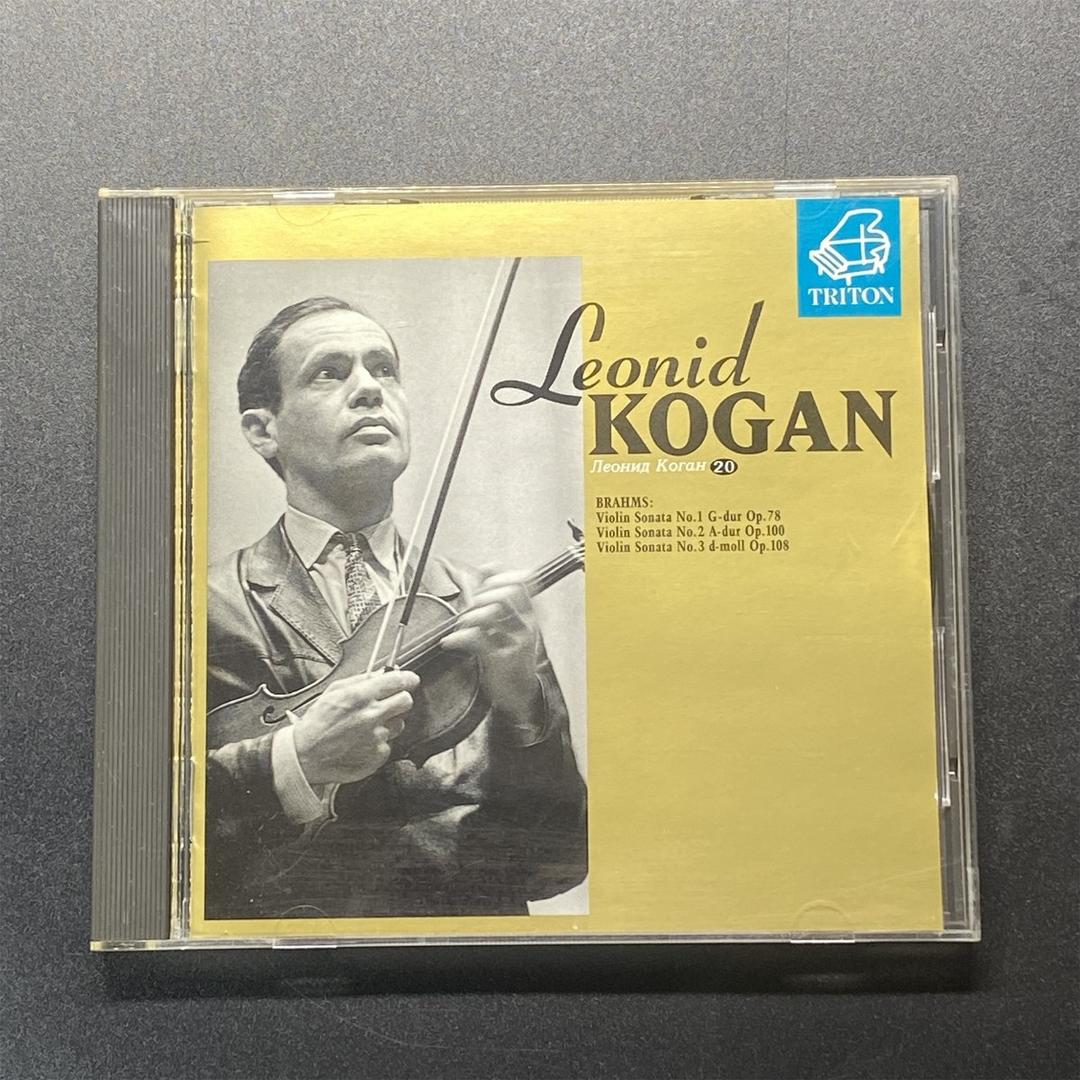 TRITON
Leonid
KOGAN
Леонид Коган 20
BRAHMS:
Violin Sonata No.1 G-dur Op.78
Violin Sonata No.2 A-dur Op.100
Violin Sonata No.3 d-moll Op.108